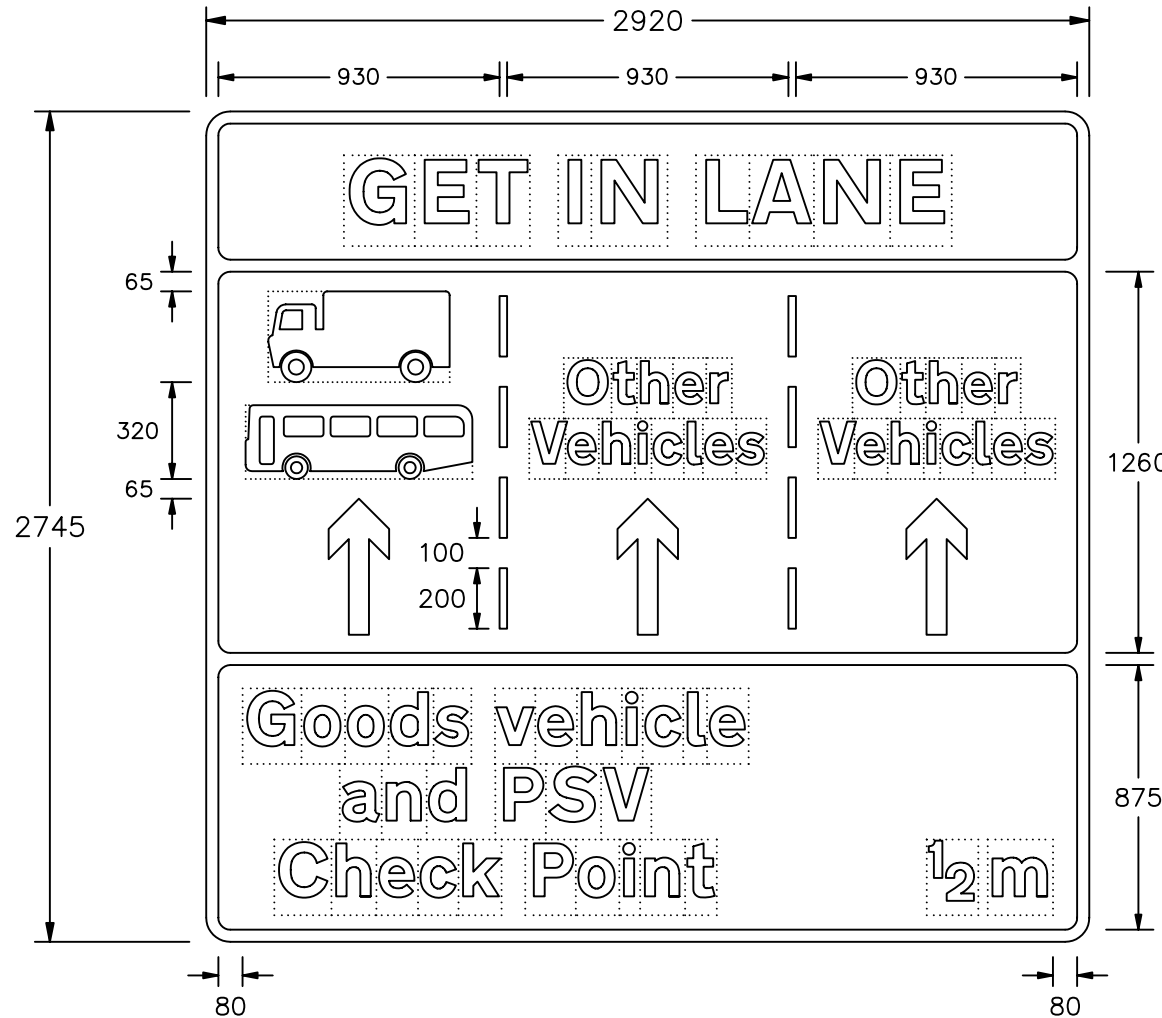 2920
930 930 930
GET IN LANE
65
320
65
2745
Other
Vehicles
Other
Vehicles
1260
100
200
Goods vehicle
and PSV
Check Point
½ m
875
80 80